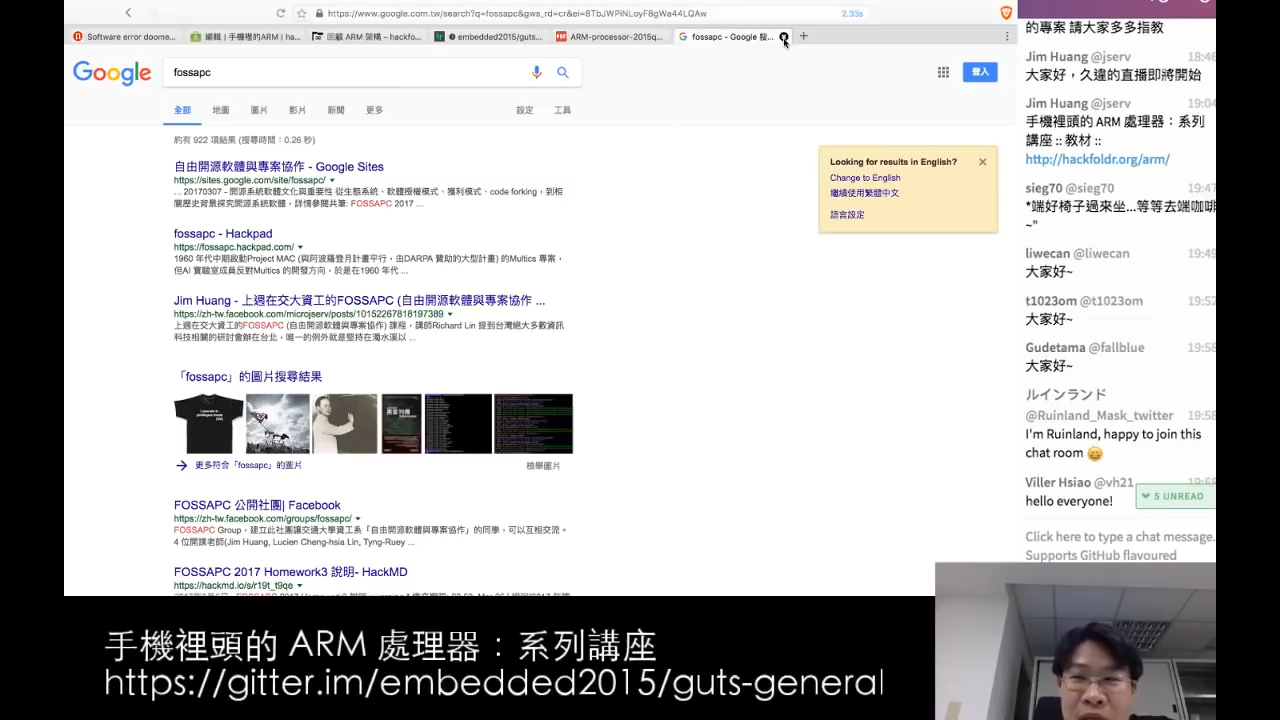 https://www.google.com.tw/search?q=fossapc&gws_rd=cr&ei=8TbJWPiNLoyF8gWa44LQAw
2.33s
Software error doome...
編輯 | 手機裡的ARM | ha...
回顧 ARM 架構 – hackfo...
embedded2015/guts...
ARM-processor-2015q...
fossapc - Google 搜...
Google
fossapc
登入
全部
地圖
圖片
影片
新聞
更多
設定
工具
約有 922 項結果 (搜尋時間：0.26 秒)
自由開源軟體與專案協作 - Google Sites
https://sites.google.com/site/fossapc/
... 20170307 - 開源系統軟體文化與重要性 從生態系統、軟體授權模式、獲利模式、code forking，到相
關歷史背景探究開源系統軟體，詳情參閱共筆: FOSSAPC 2017 ...
fossapc - Hackpad
https://fossapc.hackpad.com/
1960 年代中期啟動Project MAC (與阿波羅登月計畫平行，由DARPA 贊助的大型計畫) 的Multics 專案，
但AI 實驗室成員反對Multics 的開發方向，於是在1960 年代 ...
Jim Huang - 上週在交大資工的FOSSAPC (自由開源軟體與專案協作 ...
https://zh-tw.facebook.com/microjserv/posts/10152267818197389
上週在交大資工的FOSSAPC (自由開源軟體與專案協作) 課程，講師Richard Lin 提到台灣絕大多數資訊
科技相關的研討會辦在台北，唯一的例外就是堅持在濁水溪以 ...
「fossapc」的圖片搜尋結果
更多符合「fossapc」的圖片
檢舉圖片
FOSSAPC 公開社團| Facebook
https://zh-tw.facebook.com/groups/fossapc/
FOSSAPC Group，建立此社團讓交通大學資工系「自由開源軟體與專案協作」的同學，可以互相交流。
4 位開課老師(Jim Huang, Lucien Cheng-hsia Lin, Tyng-Ruey ...
FOSSAPC 2017 Homework3 說明- HackMD
https://hackmd.io/s/r19t_t9qe
Looking for results in English?
Change to English
繼續使用繁體中文
語言設定
的專案 請大家多多指教
Jim Huang @jserv 18:46
大家好，久違的直播即將開始
Jim Huang @jserv 19:04
手機裡頭的 ARM 處理器：系列
講座 :: 教材 ::
http://hackfoldr.org/arm/
sieg70 @sieg70 19:47
*端好椅子過來坐...等等去端咖啡
~"
liwecan @liwecan 19:49
大家好~
t1023om @t1023om 19:52
大家好~
Gudetama @fallblue 19:58
大家好~
ルインランド
@Ruinland_Mask_twitter 19:58
I'm Ruinland, happy to join this
chat room
Viller Hsiao @vh21 19:59
hello everyone!
5 UNREAD
Click here to type a chat message.
Supports GitHub flavoured
手機裡頭的 ARM 處理器：系列講座
https://gitter.im/embedded2015/guts-general